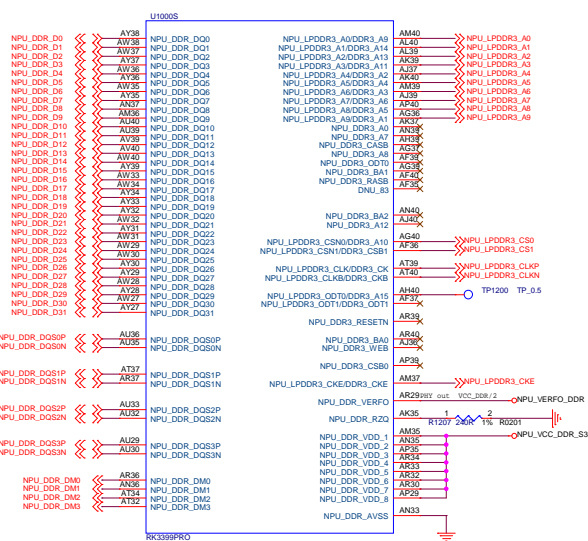 U1000S
NPU_DDR_D0 AY38 NPU_DDR_DQ0
NPU_DDR_D1 AW38 NPU_DDR_DQ1
NPU_DDR_D2 AW37 NPU_DDR_DQ2
NPU_DDR_D3 AY37 NPU_DDR_DQ3
NPU_DDR_D4 AW36 NPU_DDR_DQ4
NPU_DDR_D5 AY36 NPU_DDR_DQ5
NPU_DDR_D6 AW35 NPU_DDR_DQ6
NPU_DDR_D7 AY35 NPU_DDR_DQ7
NPU_DDR_D8 AN37 NPU_DDR_DQ8
NPU_DDR_D9 AM36 NPU_DDR_DQ9
NPU_DDR_D10 AU40 NPU_DDR_DQ10
NPU_DDR_D11 AU39 NPU_DDR_DQ11
NPU_DDR_D12 AV39 NPU_DDR_DQ12
NPU_DDR_D13 AV40 NPU_DDR_DQ13
NPU_DDR_D14 AW40 NPU_DDR_DQ14
NPU_DDR_D15 AY39 NPU_DDR_DQ15
NPU_DDR_D16 AW33 NPU_DDR_DQ16
NPU_DDR_D17 AW34 NPU_DDR_DQ17
NPU_DDR_D18 AY34 NPU_DDR_DQ18
NPU_DDR_D19 AY33 NPU_DDR_DQ19
NPU_DDR_D20 AY32 NPU_DDR_DQ20
NPU_DDR_D21 AW32 NPU_DDR_DQ21
NPU_DDR_D22 AY31 NPU_DDR_DQ22
NPU_DDR_D23 AW31 NPU_DDR_DQ23
NPU_DDR_D24 AW29 NPU_DDR_DQ24
NPU_DDR_D25 AW30 NPU_DDR_DQ25
NPU_DDR_D26 AY30 NPU_DDR_DQ26
NPU_DDR_D27 AY29 NPU_DDR_DQ27
NPU_DDR_D28 AW28 NPU_DDR_DQ28
NPU_DDR_D29 AY28 NPU_DDR_DQ29
NPU_DDR_D30 AW27 NPU_DDR_DQ30
NPU_DDR_D31 AY27 NPU_DDR_DQ31
NPU_DDR_DQS0P AU36 NPU_DDR_DQS0P
NPU_DDR_DQS0N AU35 NPU_DDR_DQS0N
NPU_DDR_DQS1P AT37 NPU_DDR_DQS1P
NPU_DDR_DQS1N AR37 NPU_DDR_DQS1N
NPU_DDR_DQS2P AU33 NPU_DDR_DQS2P
NPU_DDR_DQS2N AU32 NPU_DDR_DQS2N
NPU_DDR_DQS3P AU29 NPU_DDR_DQS3P
NPU_DDR_DQS3N AU30 NPU_DDR_DQS3N
NPU_DDR_DM0 AR36 NPU_DDR_DM0
NPU_DDR_DM1 AN36 NPU_DDR_DM1
NPU_DDR_DM2 AT34 NPU_DDR_DM2
NPU_DDR_DM3 AT32 NPU_DDR_DM3
NPU_LPDDR3_A0/DDR3_A9 AM40 NPU_LPDDR3_A0
NPU_LPDDR3_A1/DDR3_A14 AL40 NPU_LPDDR3_A1
NPU_LPDDR3_A2/DDR3_A13 AL39 NPU_LPDDR3_A2
NPU_LPDDR3_A3/DDR3_A11 AK39 NPU_LPDDR3_A3
NPU_LPDDR3_A4/DDR3_A2 AJ37 NPU_LPDDR3_A4
NPU_LPDDR3_A5/DDR3_A4 AK40 NPU_LPDDR3_A5
NPU_LPDDR3_A6/DDR3_A3 AM39 NPU_LPDDR3_A6
NPU_LPDDR3_A7/DDR3_A6 AJ39 NPU_LPDDR3_A7
NPU_LPDDR3_A8/DDR3_A5 AP40 NPU_LPDDR3_A8
NPU_LPDDR3_A9/DDR3_A1 AG36 NPU_LPDDR3_A9
NPU_DDR3_A0 AK37
NPU_DDR3_A7 AN39
NPU_DDR3_CASB AH39
NPU_DDR3_A8 AG37
NPU_DDR3_ODT0 AF39
NPU_DDR3_BA1 AG39
NPU_DDR3_RASB AF40
DNU_83 AF35
NPU_DDR3_BA2 AN40
NPU_DDR3_A12 AJ40
NPU_LPDDR3_CSN0/DDR3_A10 AG40 NPU_LPDDR3_CS0
NPU_LPDDR3_CSN1/DDR3_CSB1 AF36 NPU_LPDDR3_CS1
NPU_LPDDR3_CLK/DDR3_CK AT39 NPU_LPDDR3_CLKP
NPU_LPDDR3_CLKB/DDR3_CKB AT40 NPU_LPDDR3_CLKN
NPU_LPDDR3_ODT0/DDR3_A15 AH40 TP1200 TP_0.5
NPU_LPDDR3_ODT1/DDR3_ODT1 AF37
NPU_DDR3_RESETN AR39
NPU_DDR3_BA0 AR40
NPU_DDR3_WEB AJ36
NPU_DDR3_CSB0 AP39
NPU_LPDDR3_CKE/DDR3_CKE AM37 NPU_LPDDR3_CKE
NPU_DDR_VERFO AR29 PHY out VCC_DDR/2 NPU_VERFO_DDR
NPU_DDR_RZQ AK35 1 2
R1207 240R 1% R0201
NPU_DDR_VDD_1 AM35 NPU_VCC_DDR_S3
NPU_DDR_VDD_2 AN35
NPU_DDR_VDD_3 AP35
NPU_DDR_VDD_4 AR34
NPU_DDR_VDD_5 AR33
NPU_DDR_VDD_6 AR32
NPU_DDR_VDD_7 AR30
NPU_DDR_VDD_8 AP29
NPU_DDR_AVSS AN33
RK3399PRO